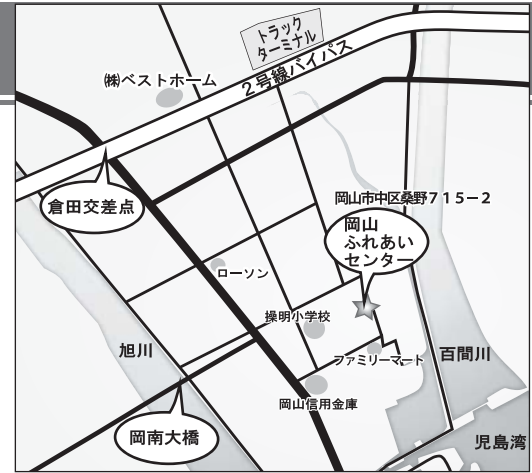 トラック
ターミナル
㈱ベストホーム
2号線バイパス
倉田交差点
岡山市中区桑野715－2
岡山
ふれあい
センター
ローソン
操明小学校
旭川
ファミリーマート
百間川
岡山信用金庫
岡南大橋
児島湾